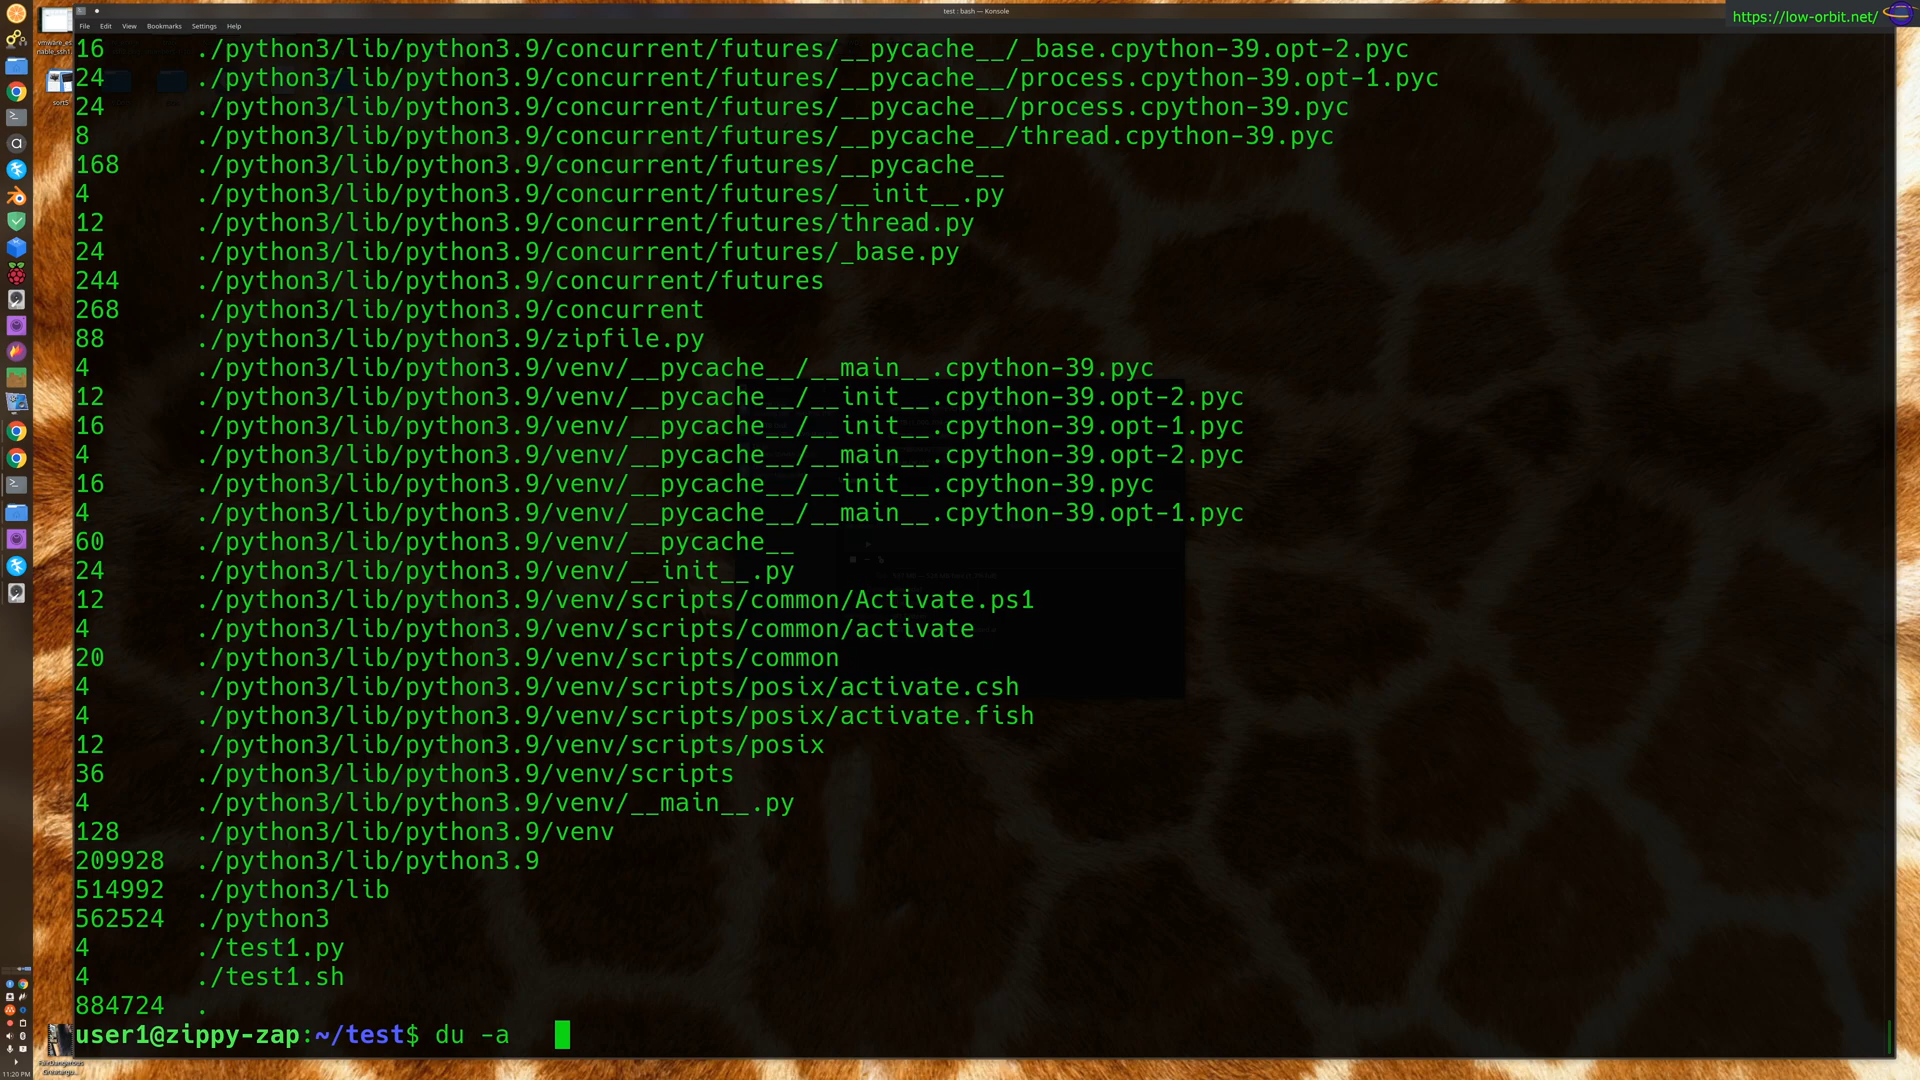 test : bash — Konsole
https://low-orbit.net/
File Edit View Bookmarks Settings Help
16 ./python3/lib/python3.9/concurrent/futures/__pycache__/_base.cpython-39.opt-2.pyc
24 ./python3/lib/python3.9/concurrent/futures/__pycache__/process.cpython-39.opt-1.pyc
24 ./python3/lib/python3.9/concurrent/futures/__pycache__/process.cpython-39.pyc
8 ./python3/lib/python3.9/concurrent/futures/__pycache__/thread.cpython-39.pyc
168 ./python3/lib/python3.9/concurrent/futures/__pycache__
4 ./python3/lib/python3.9/concurrent/futures/__init__.py
12 ./python3/lib/python3.9/concurrent/futures/thread.py
24 ./python3/lib/python3.9/concurrent/futures/_base.py
244 ./python3/lib/python3.9/concurrent/futures
268 ./python3/lib/python3.9/concurrent
88 ./python3/lib/python3.9/zipfile.py
4 ./python3/lib/python3.9/venv/__pycache__/__main__.cpython-39.pyc
12 ./python3/lib/python3.9/venv/__pycache__/__init__.cpython-39.opt-2.pyc
16 ./python3/lib/python3.9/venv/__pycache__/__init__.cpython-39.opt-1.pyc
4 ./python3/lib/python3.9/venv/__pycache__/__main__.cpython-39.opt-2.pyc
16 ./python3/lib/python3.9/venv/__pycache__/__init__.cpython-39.pyc
4 ./python3/lib/python3.9/venv/__pycache__/__main__.cpython-39.opt-1.pyc
60 ./python3/lib/python3.9/venv/__pycache__
24 ./python3/lib/python3.9/venv/__init__.py
12 ./python3/lib/python3.9/venv/scripts/common/Activate.ps1
4 ./python3/lib/python3.9/venv/scripts/common/activate
20 ./python3/lib/python3.9/venv/scripts/common
4 ./python3/lib/python3.9/venv/scripts/posix/activate.csh
4 ./python3/lib/python3.9/venv/scripts/posix/activate.fish
12 ./python3/lib/python3.9/venv/scripts/posix
36 ./python3/lib/python3.9/venv/scripts
4 ./python3/lib/python3.9/venv/__main__.py
128 ./python3/lib/python3.9/venv
209928 ./python3/lib/python3.9
514992 ./python3/lib
562524 ./python3
4 ./test1.py
4 ./test1.sh
884724 .
user1@zippy-zap:~/test$ du -a
11:20 PM